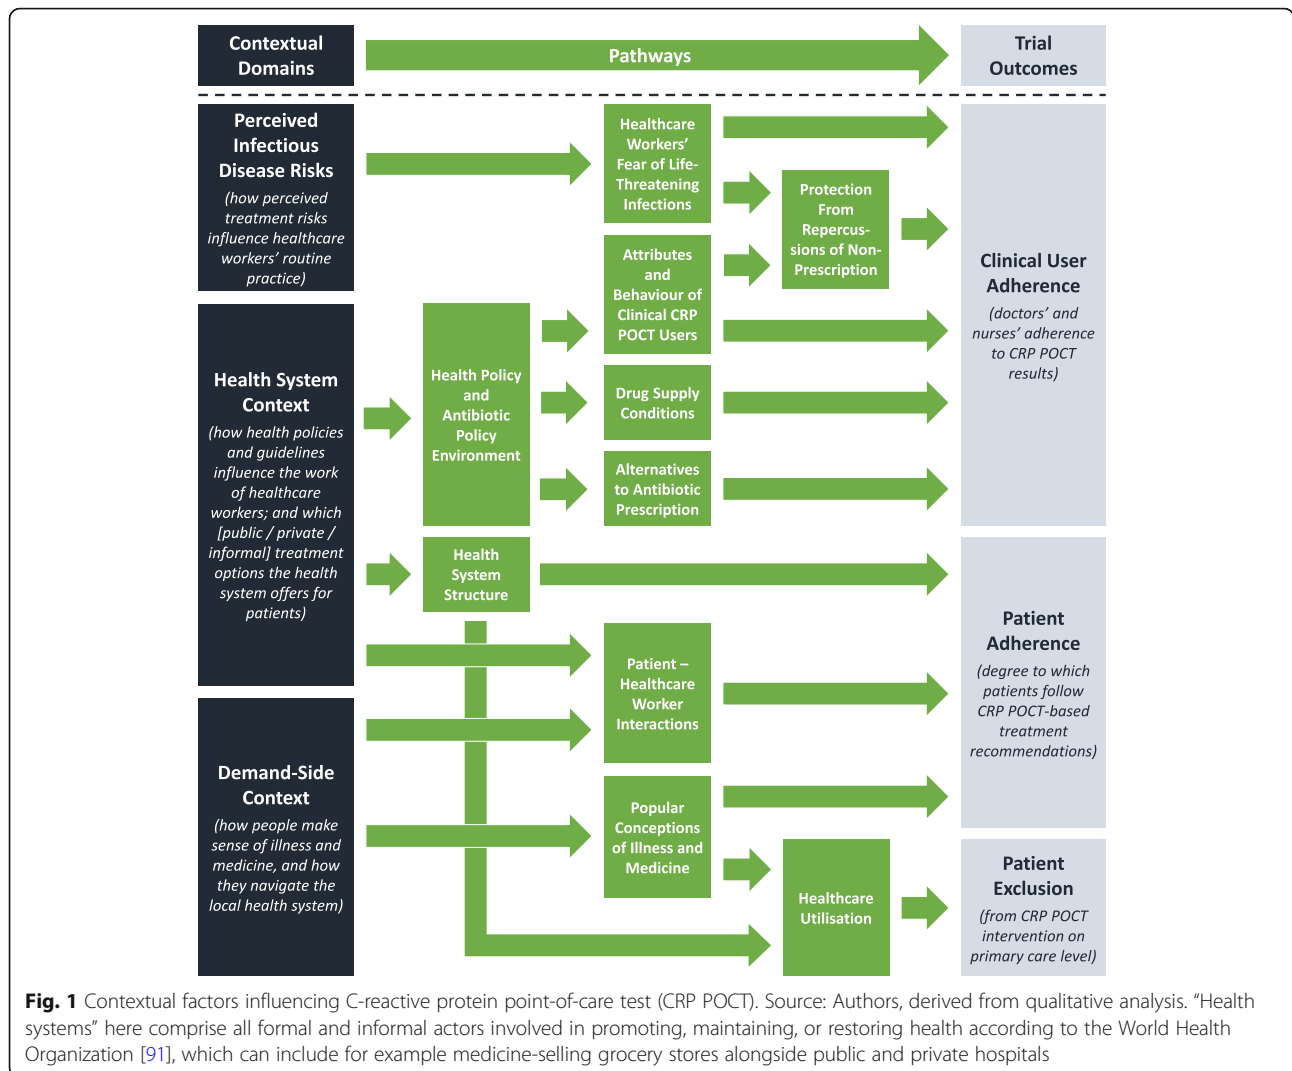 Contextual
Domains
Pathways
Trial
Outcomes
Perceived
Infectious
Disease Risks
(how perceived
treatment risks
influence healthcare
workers’ routine
practice)
Healthcare
Workers’
Fear of Life-
Threatening
Infections
Protection
From
Repercus-
sions of Non-
Prescription
Clinical User
Adherence
(doctors’ and
nurses’ adherence
to CRP POCT
results)
Health System
Context
(how health policies
and guidelines
influence the work
of healthcare
workers; and which
[public / private /
informal] treatment
options the health
system offers for
patients)
Health Policy
and
Antibiotic
Policy
Environment
Attributes
and
Behaviour of
Clinical CRP
POCT Users
Drug Supply
Conditions
Alternatives
to Antibiotic
Prescription
Health
System
Structure
Patient –
Healthcare
Worker
Interactions
Patient
Adherence
(degree to which
patients follow
CRP POCT-based
treatment
recommendations)
Demand-Side
Context
(how people make
sense of illness and
medicine, and how
they navigate the
local health system)
Popular
Conceptions
of Illness and
Medicine
Healthcare
Utilisation
Patient
Exclusion
(from CRP POCT
intervention on
primary care level)
Fig. 1 Contextual factors influencing C-reactive protein point-of-care test (CRP POCT). Source: Authors, derived from qualitative analysis. “Health
systems” here comprise all formal and informal actors involved in promoting, maintaining, or restoring health according to the World Health
Organization [91], which can include for example medicine-selling grocery stores alongside public and private hospitals